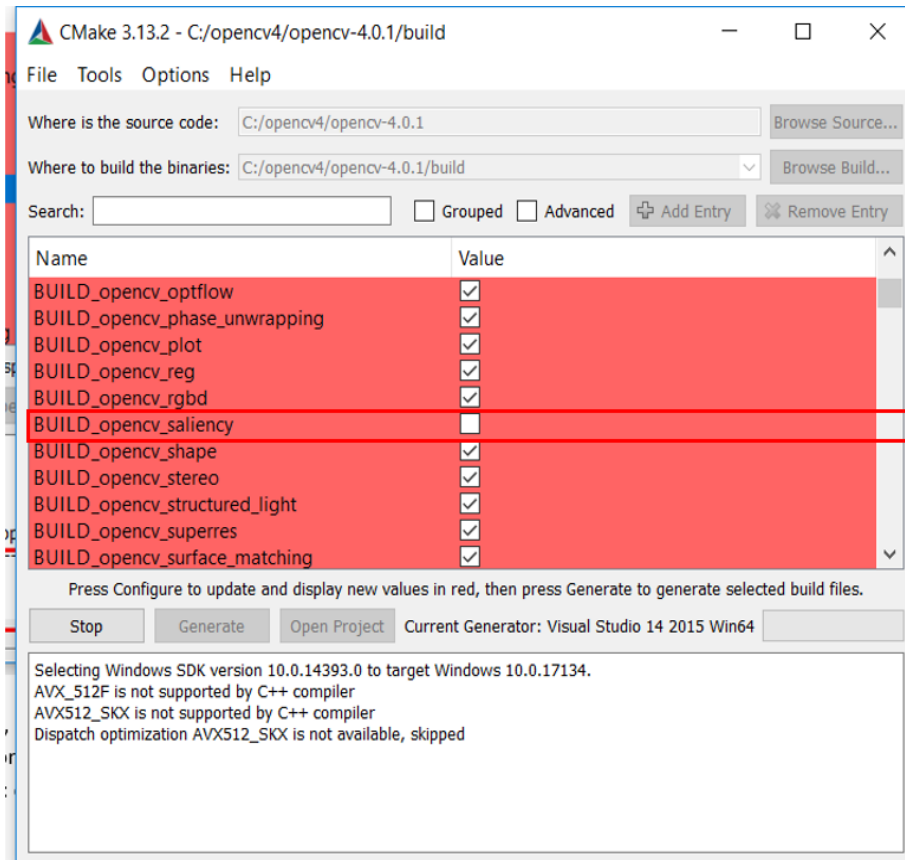 CMake 3.13.2 - C:/opencv4/opencv-4.0.1/build
File Tools Options Help
Where is the source code: C:/opencv4/opencv-4.0.1 Browse Source...
Where to build the binaries: C:/opencv4/opencv-4.0.1/build Browse Build...
Search: Grouped Advanced Add Entry Remove Entry
Name Value
BUILD_opencv_optflow
BUILD_opencv_phase_unwrapping
BUILD_opencv_plot
BUILD_opencv_reg
BUILD_opencv_rgbd
BUILD_opencv_saliency
BUILD_opencv_shape
BUILD_opencv_stereo
BUILD_opencv_structured_light
BUILD_opencv_superres
BUILD_opencv_surface_matching
Press Configure to update and display new values in red, then press Generate to generate selected build files.
Stop Generate Open Project Current Generator: Visual Studio 14 2015 Win64
Selecting Windows SDK version 10.0.14393.0 to target Windows 10.0.17134.
AVX_512F is not supported by C++ compiler
AVX512_SKX is not supported by C++ compiler
Dispatch optimization AVX512_SKX is not available, skipped